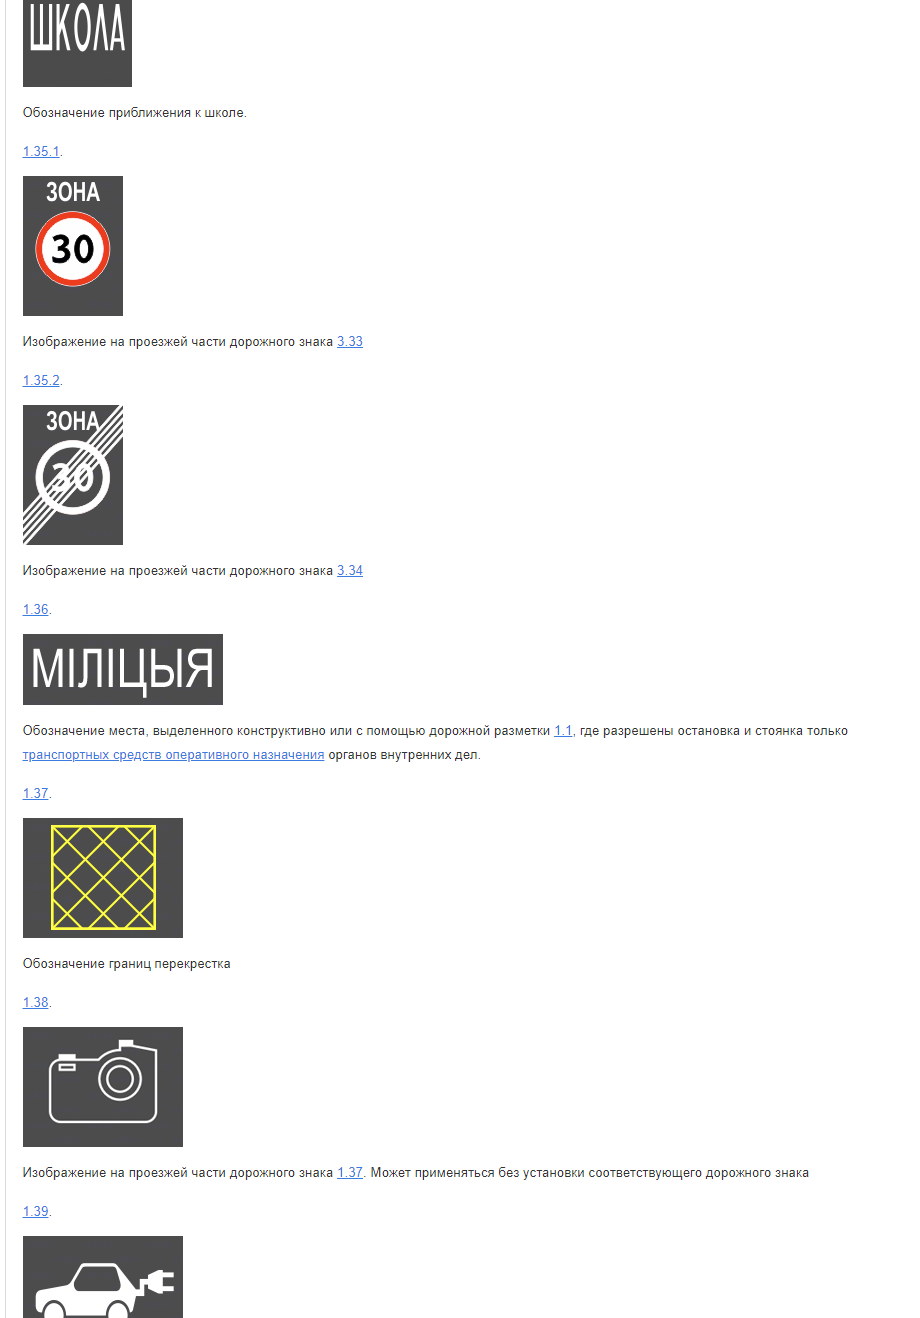 ШКОЛА
Обозначение приближения к школе.
1.35.1.
ЗОНА
30
Изображение на проезжей части дорожного знака 3.33
1.35.2.
ЗОНА
30
Изображение на проезжей части дорожного знака 3.34
1.36.
МІЛІЦЫЯ
Обозначение места, выделенного конструктивно или с помощью дорожной разметки 1.1, где разрешены остановка и стоянка только
транспортных средств оперативного назначения органов внутренних дел.
1.37.
Обозначение границ перекрестка
1.38.
Изображение на проезжей части дорожного знака 1.37. Может применяться без установки соответствующего дорожного знака
1.39.